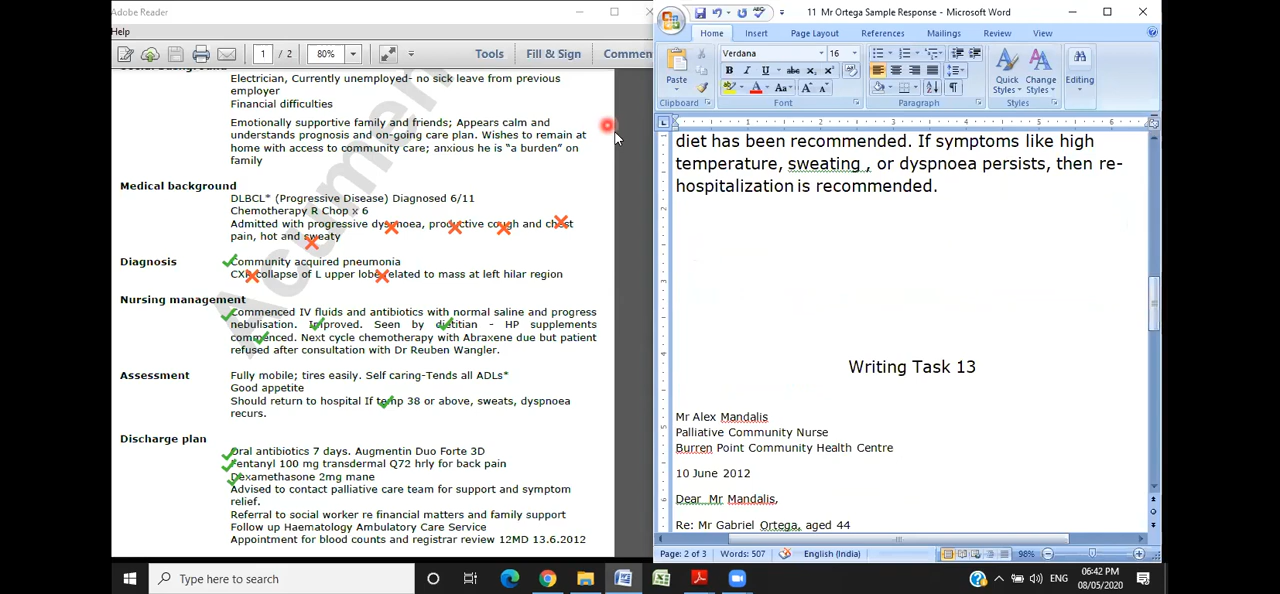 Adobe Reader
Help
1 / 2
80%
Tools
Fill & Sign
Commen
Electrician, Currently unemployed- no sick leave from previous
employer
Financial difficulties
Emotionally supportive family and friends; Appears calm and
understands prognosis and on-going care plan. Wishes to remain at
home with access to community care; anxious he is "a burden" on
family
Medical background
DLBCL* (Progressive Disease) Diagnosed 6/11
Chemotherapy R Chop x 6
Admitted with progressive dyspnoea, productive cough and chest
pain, hot and sweaty
Diagnosis
Community acquired pneumonia
CXR collapse of L upper lobe related to mass at left hilar region
Nursing management
Commenced IV fluids and antibiotics with normal saline and progress
nebulisation. Improved. Seen by dietitian - HP supplements
commenced. Next cycle chemotherapy with Abraxene due but patient
refused after consultation with Dr Reuben Wangler.
Assessment
Fully mobile; tires easily. Self caring-Tends all ADLs*
Good appetite
Should return to hospital If temp 38 or above, sweats, dyspnoea
recurs.
Discharge plan
Oral antibiotics 7 days. Augmentin Duo Forte 3D
Fentanyl 100 mg transdermal Q72 hrly for back pain
Dexamethasone 2mg mane
Advised to contact palliative care team for support and symptom
relief.
Referral to social worker re financial matters and family support
Follow up Haematology Ambulatory Care Service
Appointment for blood counts and registrar review 12MD 13.6.2012
11 Mr Ortega Sample Response - Microsoft Word
Home Insert Page Layout References Mailings Review View
Paste
Verdana 16
Quick Styles
Change Styles
Editing
Clipboard Font Paragraph Styles
diet has been recommended. If symptoms like high
temperature, sweating , or dyspnoea persists, then re-
hospitalization is recommended.
Writing Task 13
Mr Alex Mandalis
Palliative Community Nurse
Burren Point Community Health Centre
10 June 2012
Dear Mr Mandalis,
Re: Mr Gabriel Ortega, aged 44
Page: 2 of 3 Words: 507 English (India) 98%
Type here to search
ENG
06:42 PM
08/05/2020